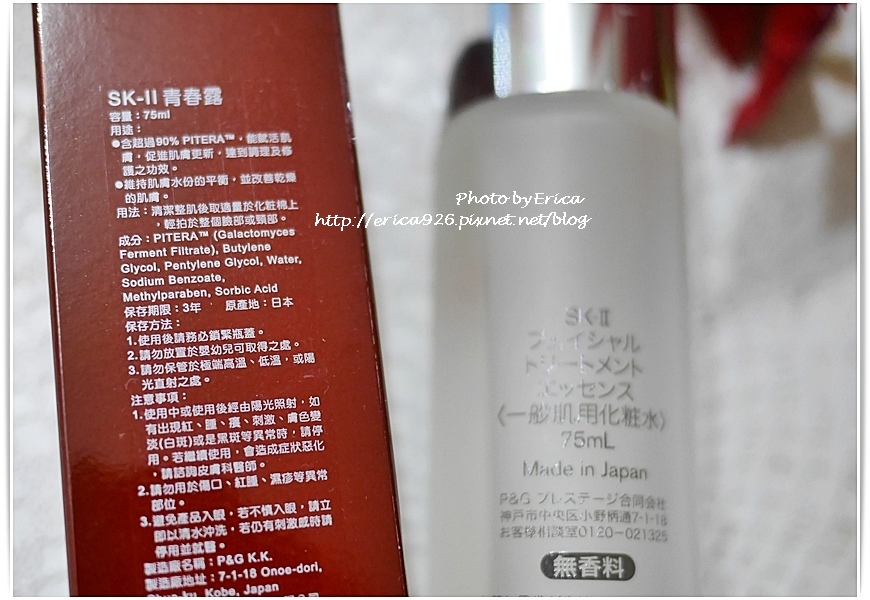 SK-II 青春露
容量：75ml
用途：
●含超過90% PITERA™，能賦活肌
膚，促進肌膚更新，達到調理及修
護之功效。
●維持肌膚水份的平衡，並改善乾燥
的肌膚。
用法：清潔整肌後取適量於化粧棉上
，輕拍於整個臉部或頸部。
成分：PITERA™ (Galactomyces
Ferment Filtrate), Butylene
Glycol, Pentylene Glycol, Water,
Sodium Benzoate,
Methylparaben, Sorbic Acid
保存期限：3年 原產地：日本
保存方法：
1.使用後請務必鎖緊瓶蓋。
2.請勿放置於嬰幼兒可取得之處。
3.請勿保管於極端高溫、低溫，或陽
光直射之處。
注意事項：
1.使用中或使用後經由陽光照射，如
有出現紅、腫、癢、刺激、膚色變
淡(白斑)或是黑斑等異常時，請停
用。若繼續使用，會造成症狀惡化
，請諮詢皮膚科醫師。
2.請勿用於傷口、紅腫、濕疹等異常
部位。
3.避免產品入眼，若不慎入眼，請立
即以清水沖洗，若仍有刺激感時請
停用並就醫。
製造廠名稱：P&G K.K.
製造廠地址：7-1-18 Onoe-dori,
Chuo-ku, Kobe, Japan
Photo byErica
http://erica926.pixnet.net/blog
SK-II
フェイシャル
トリートメント
エッセンス
〈一般肌用化粧水〉
75mL
Made in Japan
P&G プレステージ合同会社
神戸市中央区小野柄通7-1-18
お客様相談室0120-021325
無香料